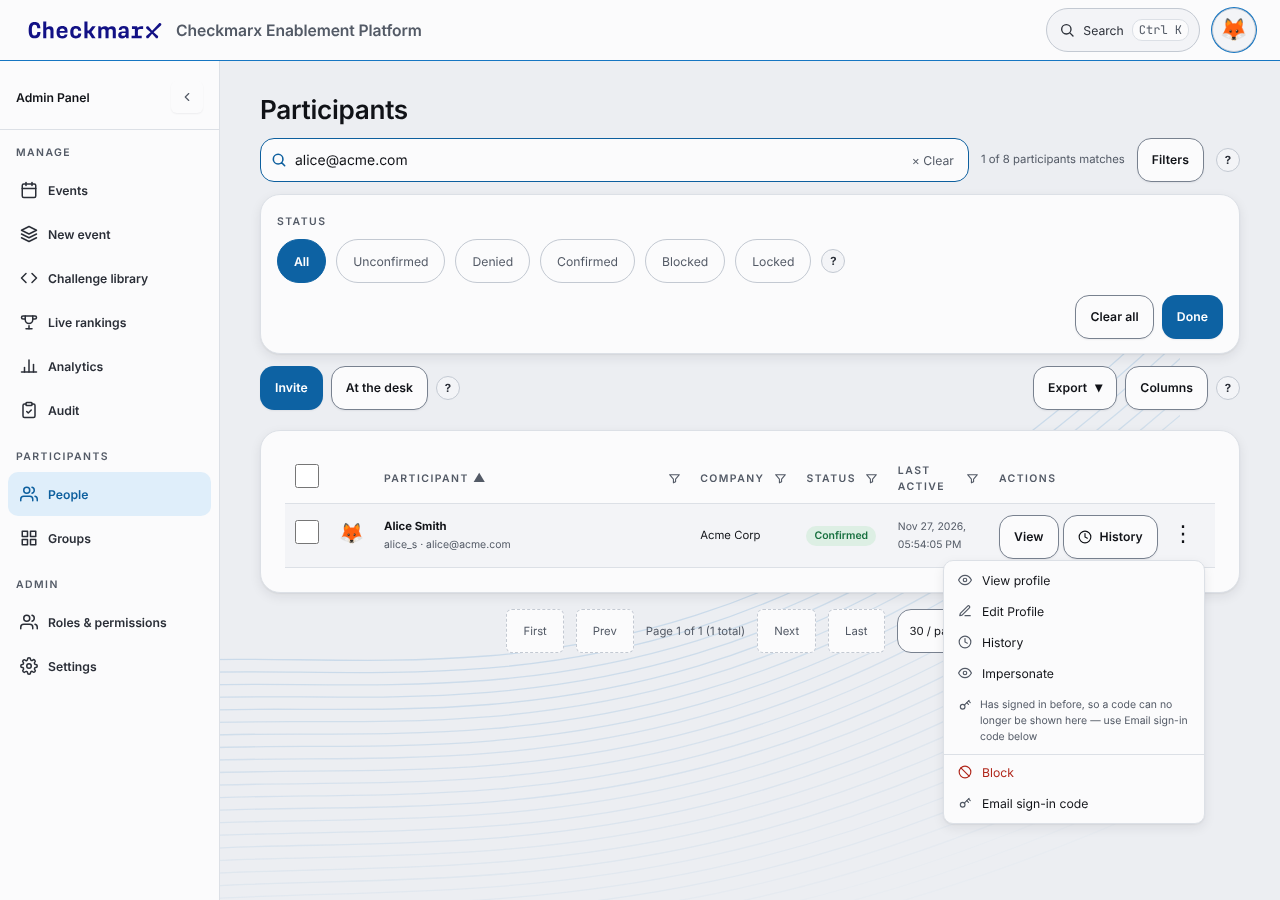 Checkmarx Checkmarx Enablement Platform Search Ctrl K
Admin Panel
MANAGE
Events
New event
Challenge library
Live rankings
Analytics
Audit
PARTICIPANTS
People
Groups
ADMIN
Roles & permissions
Settings
Participants
alice@acme.com × Clear 1 of 8 participants matches Filters ?
STATUS
All Unconfirmed Denied Confirmed Blocked Locked ?
Clear all Done
Invite At the desk ? Export ▼ Columns ?
PARTICIPANT ▲ COMPANY STATUS LAST ACTIVE ACTIONS
Alice Smith
alice_s · alice@acme.com
Acme Corp Confirmed
Nov 27, 2026,
05:54:05 PM
View History
First Prev Page 1 of 1 (1 total) Next Last 30 /
View profile
Edit Profile
History
Impersonate
Has signed in before, so a code can no
longer be shown here — use Email sign-in
code below
Block
Email sign-in code